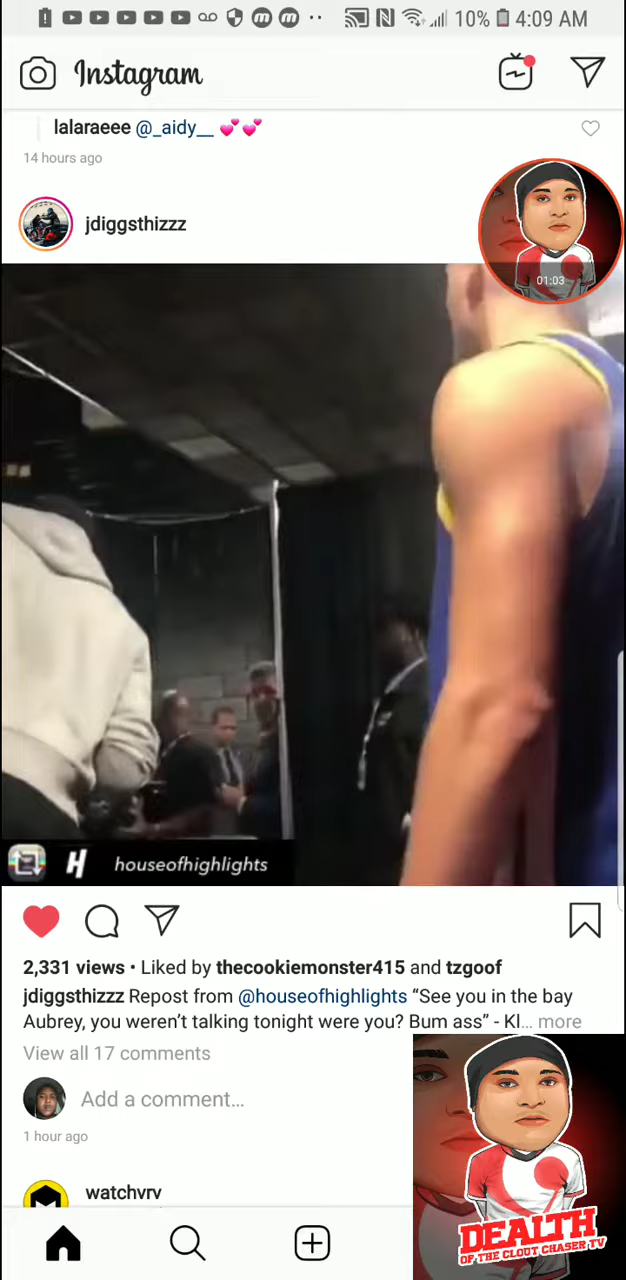 10% 4:09 AM
Instagram
lalaraeee @_aidy__ 💕💕
14 hours ago
jdiggsthizzz
01:03
H houseofhighlights
2,331 views • Liked by thecookiemonster415 and tzgoof
jdiggsthizzz Repost from @houseofhighlights “See you in the bay
Aubrey, you weren’t talking tonight were you? Bum ass” - Kl... more
View all 17 comments
Add a comment...
1 hour ago
watchvrv
DEALTH
OF THE CLOUT CHASER TV